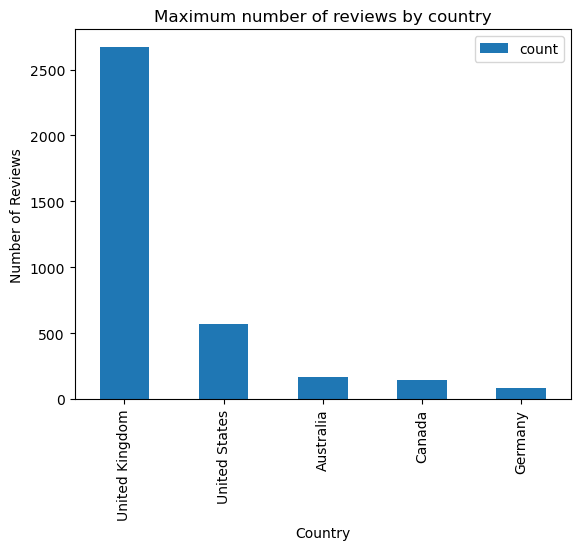 Maximum number of reviews by country
count
Number of Reviews
2500
2000
1500
1000
500
0
United Kingdom
United States
Australia
Canada
Germany
Country